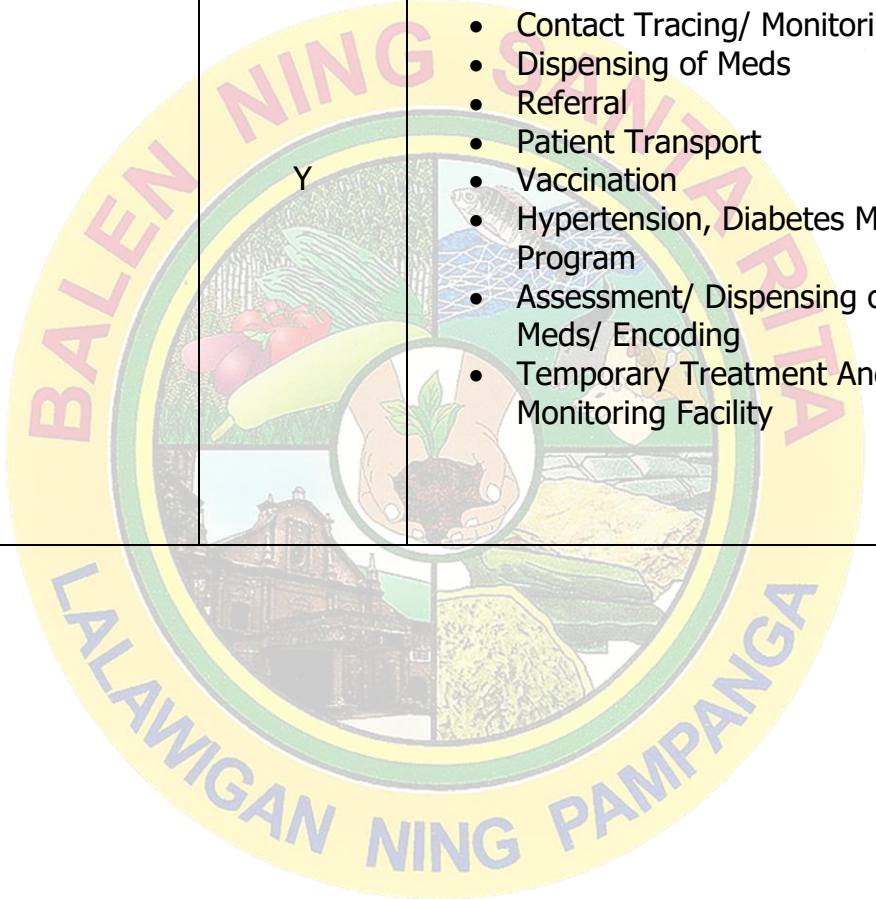 Contact Tracing/ Monitori
• Dispensing of Meds
• Referral
• Patient Transport
Y
• Vaccination
• Hypertension, Diabetes M
Program
• Assessment/ Dispensing o
Meds/ Encoding
• Temporary Treatment An
Monitoring Facility
BALEN NING SANTA RITA
LALAWIGAN NING PAMPANGA